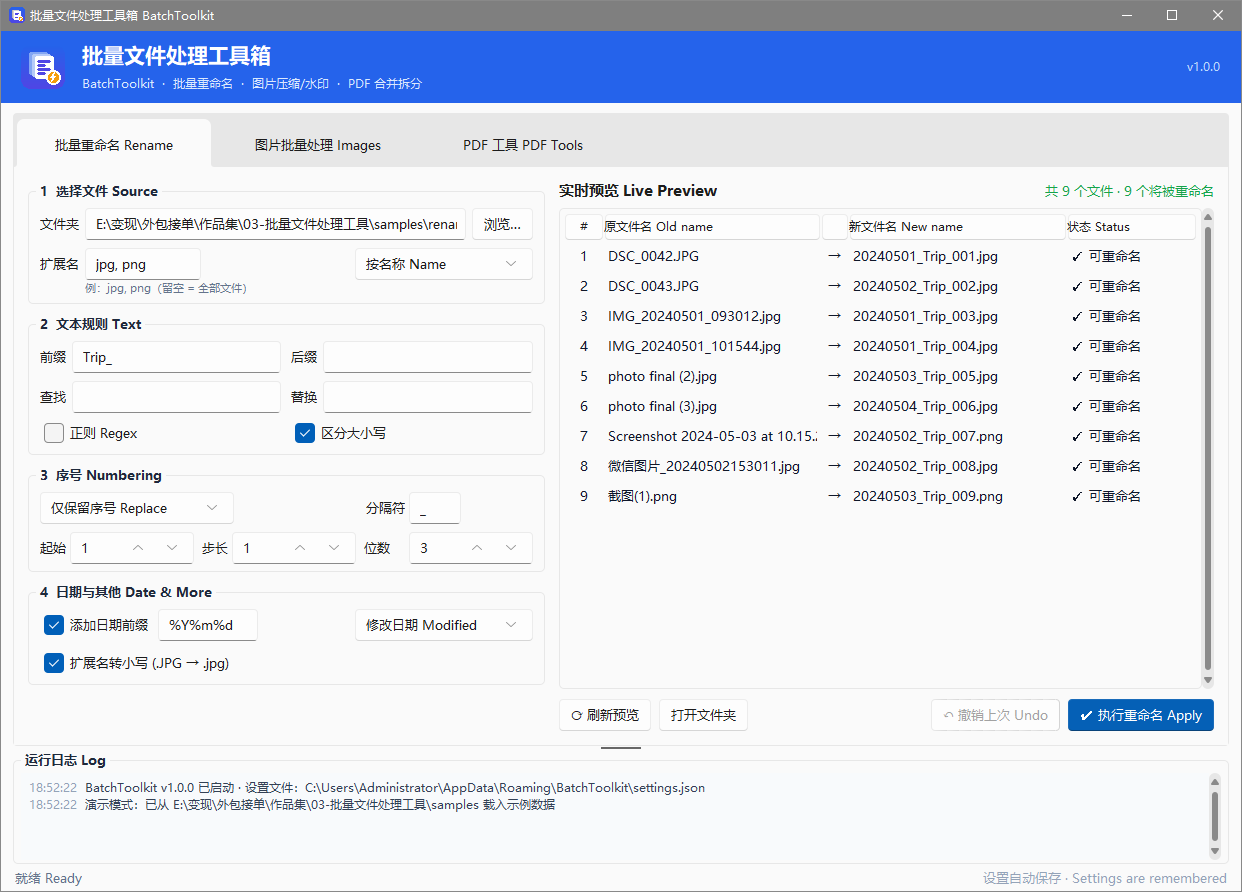 批量文件处理工具箱 BatchToolkit
批量文件处理工具箱
BatchToolkit · 批量重命名 · 图片压缩/水印 · PDF 合并拆分
v1.0.0
批量重命名 Rename 图片批量处理 Images PDF 工具 PDF Tools
1 选择文件 Source
文件夹 E:\变现\外包接单\作品集\03-批量文件处理工具\samples\renar 浏览...
扩展名 jpg, png 按名称 Name
例：jpg, png（留空 = 全部文件）
2 文本规则 Text
前缀 Trip_ 后缀
查找 替换
正则 Regex 区分大小写
3 序号 Numbering
仅保留序号 Replace 分隔符 _
起始 1 步长 1 位数 3
4 日期与其他 Date & More
添加日期前缀 %Y%m%d 修改日期 Modified
扩展名转小写 (JPG → .jpg)
实时预览 Live Preview 共 9 个文件 · 9 个将被重命名
# 原文件名 Old name 新文件名 New name 状态 Status
1 DSC_0042.JPG → 20240501_Trip_001.jpg ✓ 可重命名
2 DSC_0043.JPG → 20240502_Trip_002.jpg ✓ 可重命名
3 IMG_20240501_093012.jpg → 20240501_Trip_003.jpg ✓ 可重命名
4 IMG_20240501_101544.jpg → 20240501_Trip_004.jpg ✓ 可重命名
5 photo final (2).jpg → 20240503_Trip_005.jpg ✓ 可重命名
6 photo final (3).jpg → 20240504_Trip_006.jpg ✓ 可重命名
7 Screenshot 2024-05-03 at 10.15.: → 20240502_Trip_007.png ✓ 可重命名
8 微信图片_20240502153011.jpg → 20240502_Trip_008.jpg ✓ 可重命名
9 截图(1).png → 20240503_Trip_009.png ✓ 可重命名
⟳ 刷新预览 打开文件夹 ↶ 撤销上次 Undo ✔ 执行重命名 Apply
运行日志 Log
18:52:22 BatchToolkit v1.0.0 已启动 · 设置文件：C:\Users\Administrator\AppData\Roaming\BatchToolkit\settings.json
18:52:22 演示模式：已从 E:\变现\外包接单\作品集\03-批量文件处理工具\samples 载入示例数据
就绪 Ready 设置自动保存 · Settings are remembered